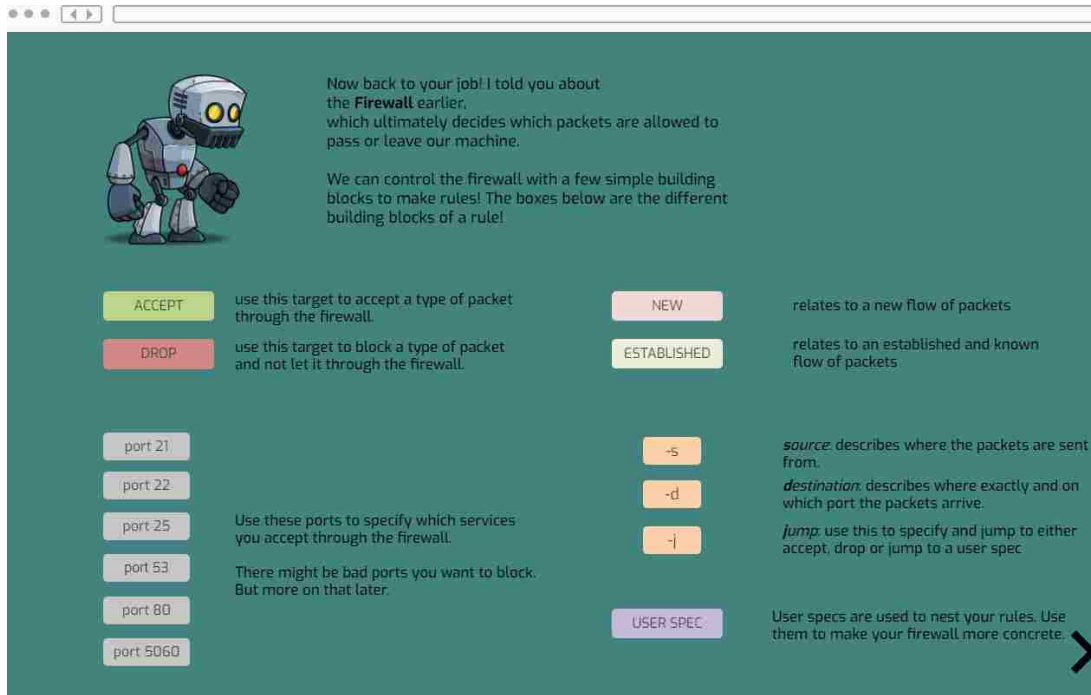 Now back to your job! I told you about
the Firewall earlier,
which ultimately decides which packets are allowed to
pass or leave our machine.
We can control the firewall with a few simple building
blocks to make rules! The boxes below are the different
building blocks of a rule!
ACCEPT
use this target to accept a type of packet
through the firewall.
DROP
use this target to block a type of packet
and not let it through the firewall.
NEW
relates to a new flow of packets
ESTABLISHED
relates to an established and known
flow of packets
port 21
port 22
port 25
port 53
port 80
port 5060
Use these ports to specify which services
you accept through the firewall.
There might be bad ports you want to block.
But more on that later.
-s
source: describes where the packets are sent
from.
-d
destination: describes where exactly and on
which port the packets arrive.
-j
jump: use this to specify and jump to either
accept, drop or jump to a user spec
USER SPEC
User specs are used to nest your rules. Use
them to make your firewall more concrete.